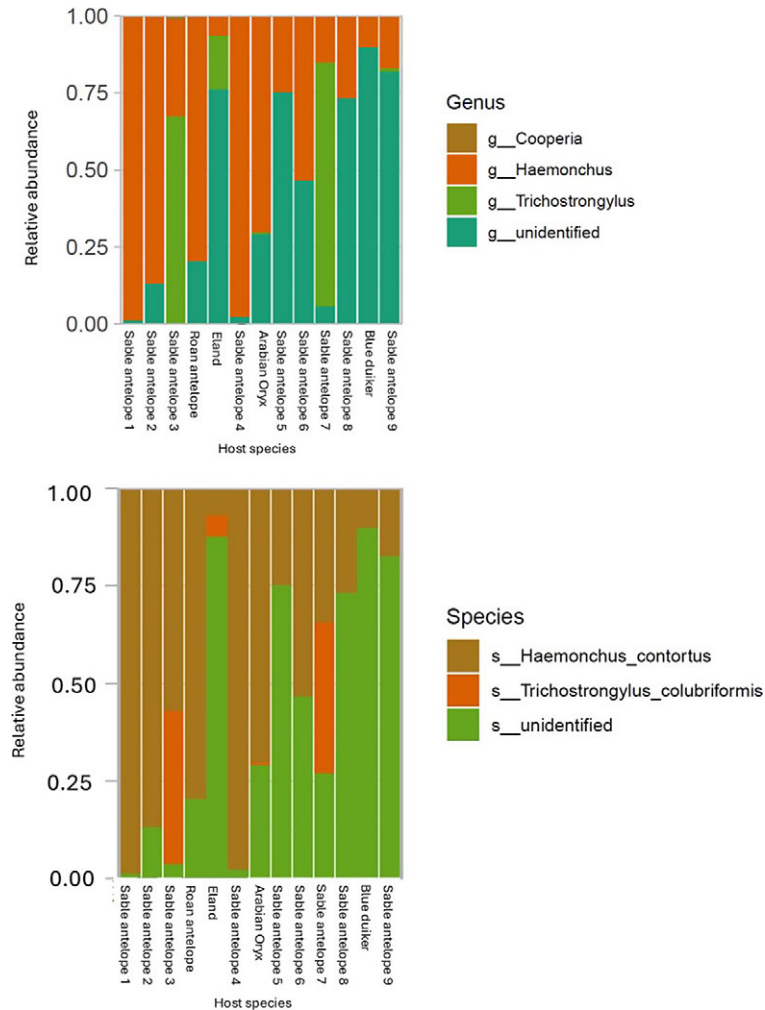 1.00
0.75
0.50
0.25
0.00
Relative abundance
Sable antelope 1
Sable antelope 2
Sable antelope 3
Roan antelope
Eland
Sable antelope 4
Arabian Oryx
Sable antelope 5
Sable antelope 6
Sable antelope 7
Sable antelope 8
Blue duiker
Sable antelope 9
Host species
Genus
g__Cooperia
g__Haemonchus
g__Trichostrongylus
g__unidentified
1.00
0.75
0.50
0.25
0.00
Relative abundance
Sable antelope 1
Sable antelope 2
Sable antelope 3
Roan antelope
Eland
Sable antelope 4
Arabian Oryx
Sable antelope 5
Sable antelope 6
Sable antelope 7
Sable antelope 8
Blue duiker
Sable antelope 9
Host species
Species
s__Haemonchus_contortus
s__Trichostrongylus_colubriformis
s__unidentified